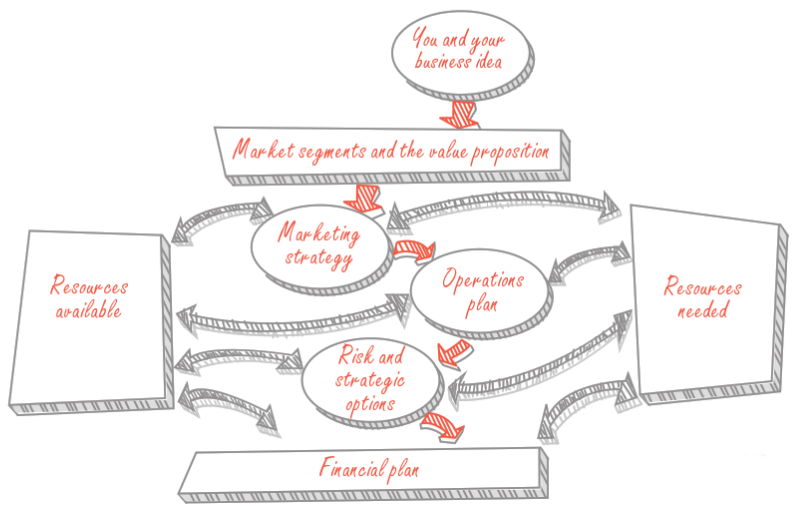 You and your
business idea
Market segments and the value proposition
Marketing
strategy
Operations
plan
Resources
available
Resources
needed
Risk and
strategic
options
Financial plan